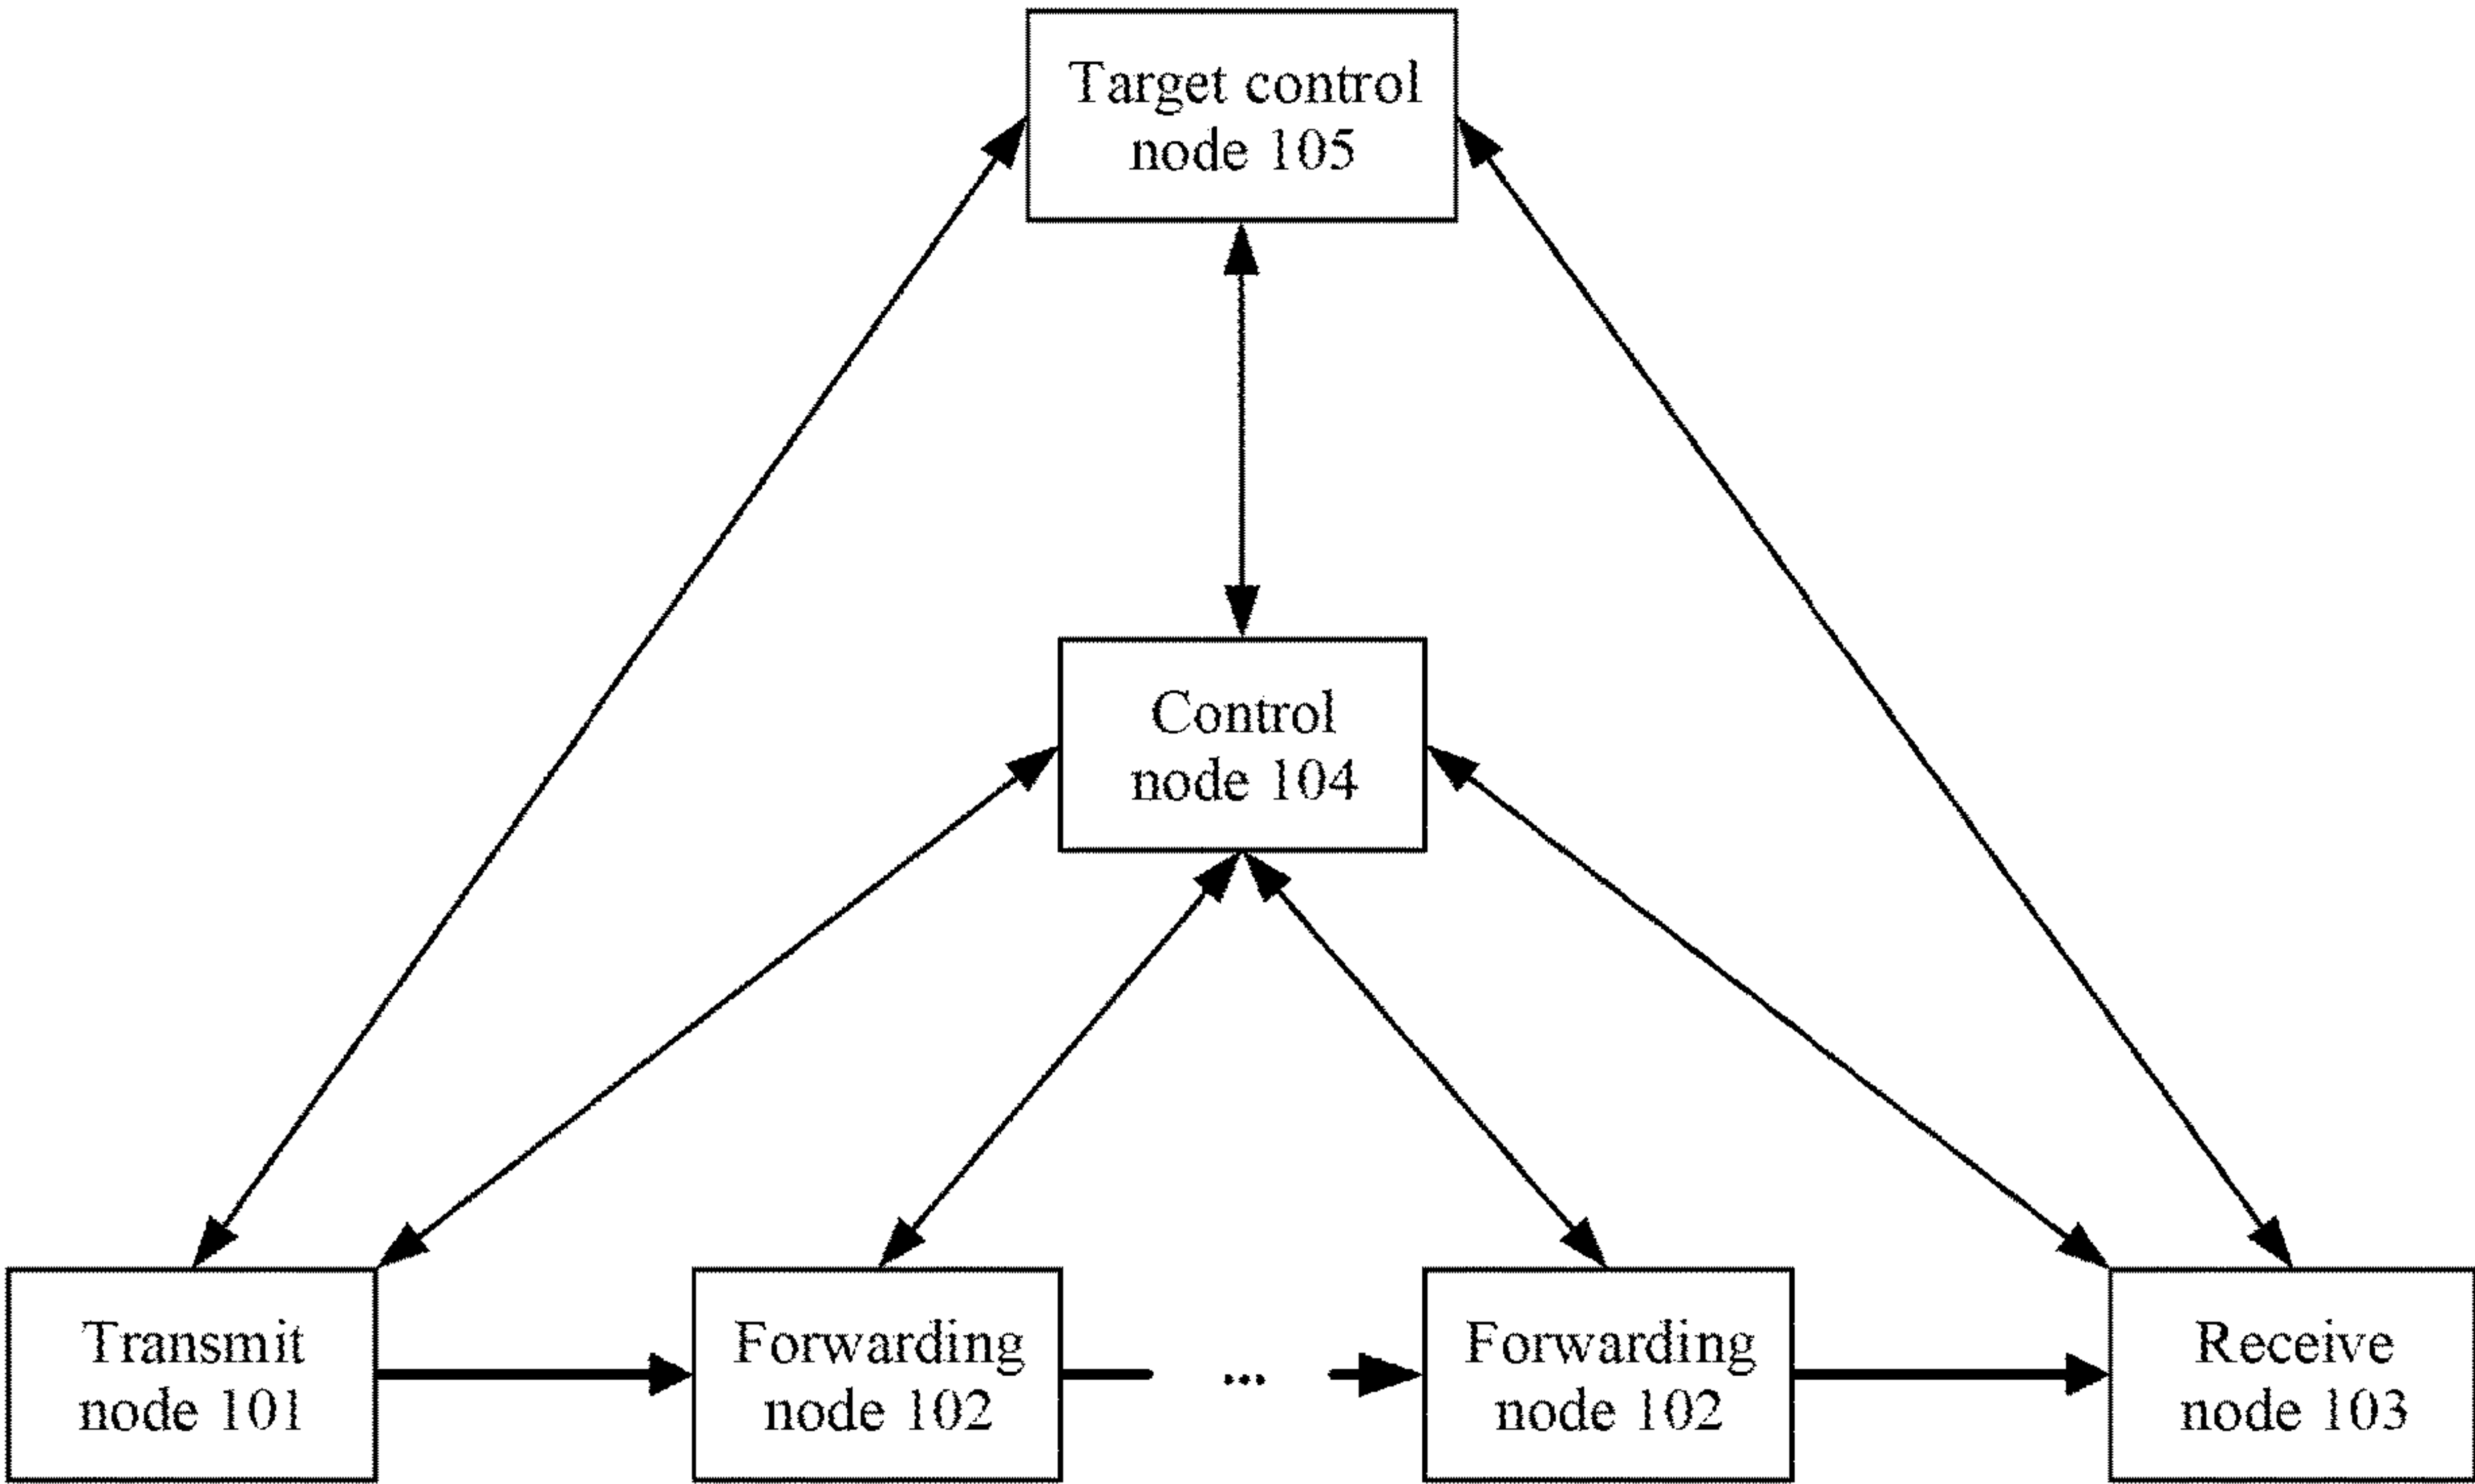 Target control
node 105
Control
node 104
Transmit
node 101
Forwarding
node 102
...
Forwarding
node 102
Receive
node 103